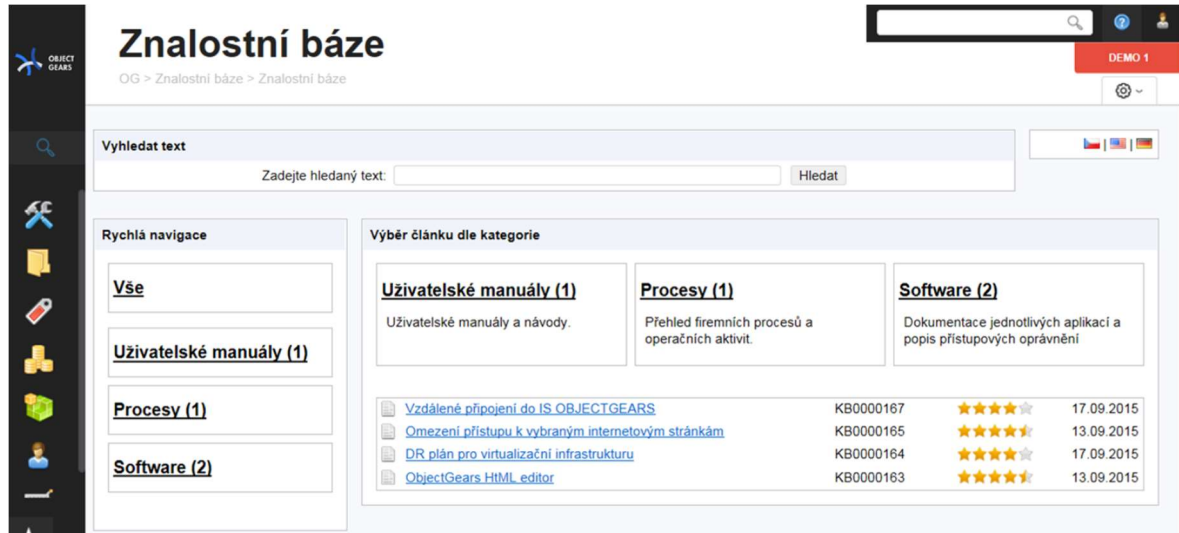 OBJECT
GEARS
Znalostní báze
OG > Znalostní báze > Znalostní báze
DEMO 1
Vyhledat text
Zadejte hledaný text:
Hledat
| |
Rychlá navigace
Vše
Uživatelské manuály (1)
Procesy (1)
Software (2)
Výběr článku dle kategorie
Uživatelské manuály (1)
Uživatelské manuály a návody.
Procesy (1)
Přehled firemních procesů a
operačních aktivit.
Software (2)
Dokumentace jednotlivých aplikací a
popis přístupových oprávnění
Vzdálené připojení do IS OBJECTGEARS KB0000167 17.09.2015
Omezení přístupu k vybraným internetovým stránkám KB0000165 13.09.2015
DR plán pro virtualizační infrastrukturu KB0000164 17.09.2015
ObjectGears HtML editor KB0000163 13.09.2015